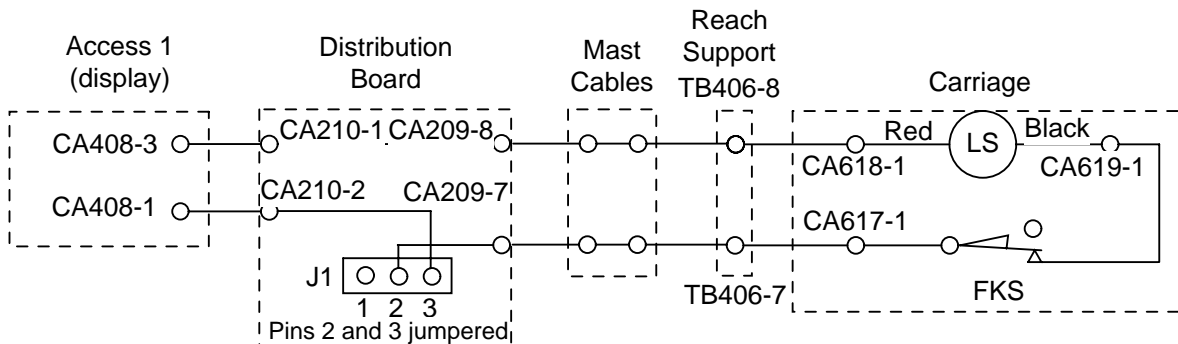 Access 1
(display)
Distribution
Board
Mast
Cables
Reach
Support
TB406-8
Carriage
CA408-3
CA210-1
CA209-8
CA618-1
Red
LS
Black
CA619-1
CA408-1
CA210-2
CA209-7
CA617-1
J1
1 2 3
Pins 2 and 3 jumpered
TB406-7
FKS